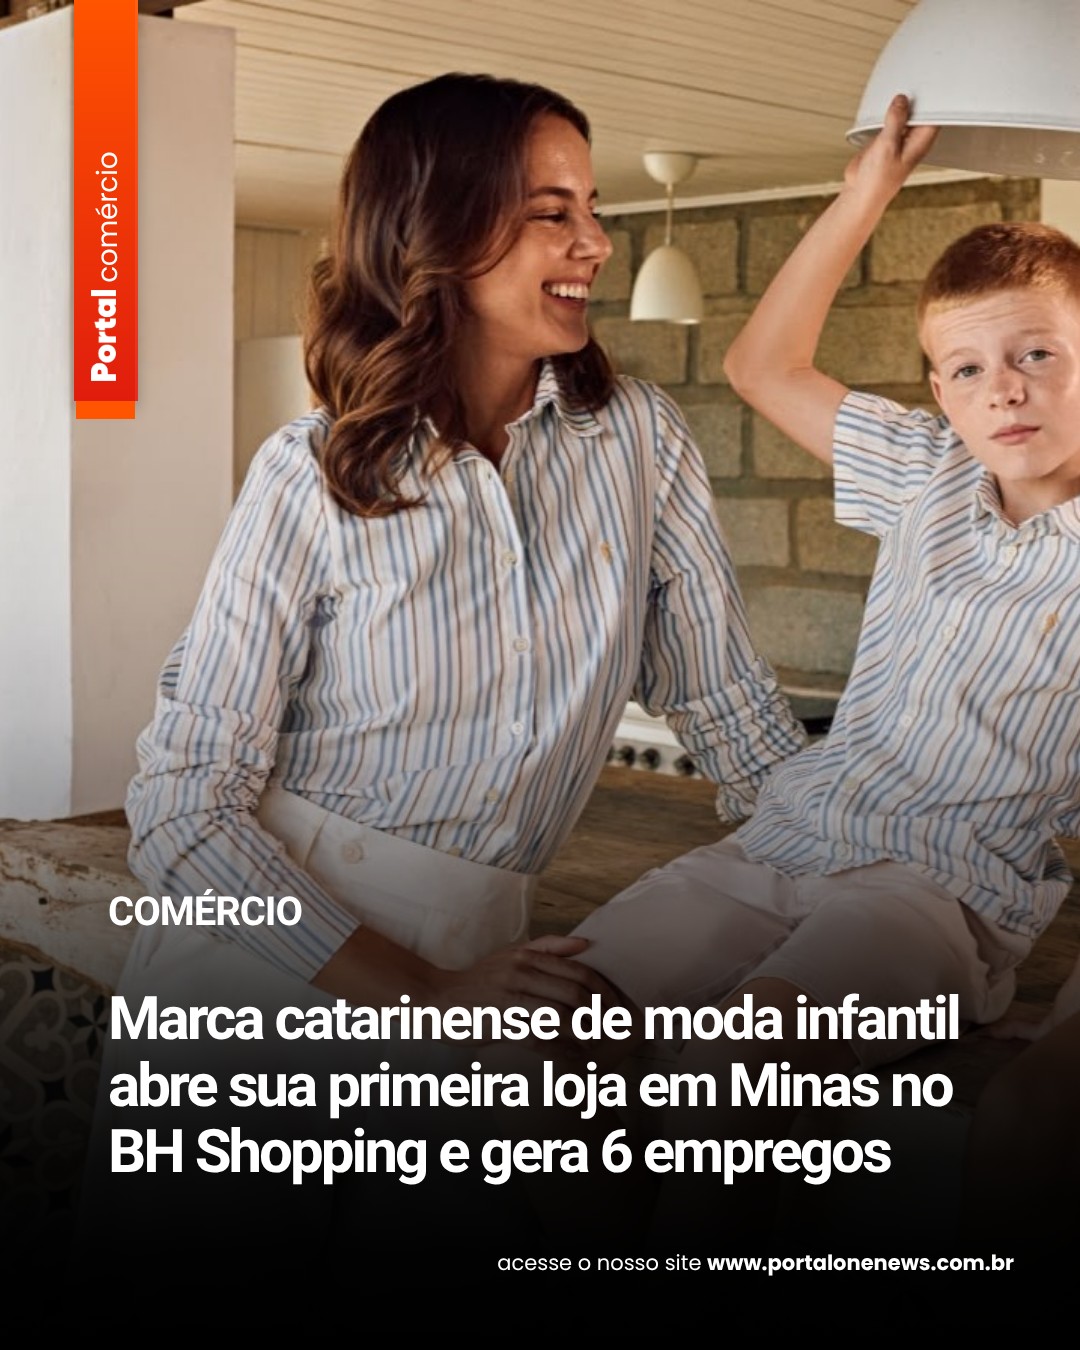 Portal comércio
COMÉRCIO
Marca catarinense de moda infantil
abre sua primeira loja em Minas no
BH Shopping e gera 6 empregos
acesse o nosso site www.portalonenews.com.br